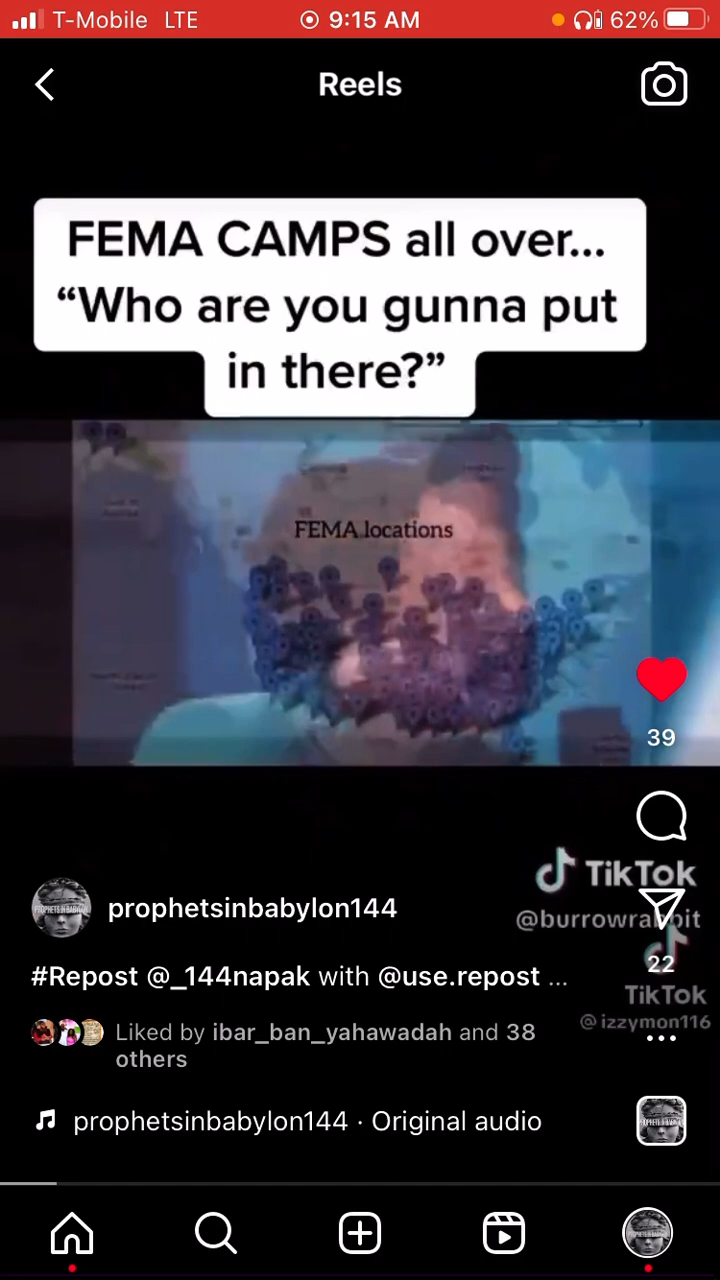 T-Mobile LTE 9:15 AM 62%
Reels
FEMA CAMPS all over...
“Who are you gunna put
in there?”
FEMA locations
39
TikTok
prophetsinbabylon144
@burrowrabbit
#Repost @_144napak with @use.repost ...
22
TikTok
@izzymon116
Liked by ibar_ban_yahawadah and 38
others
prophetsinbabylon144 · Original audio